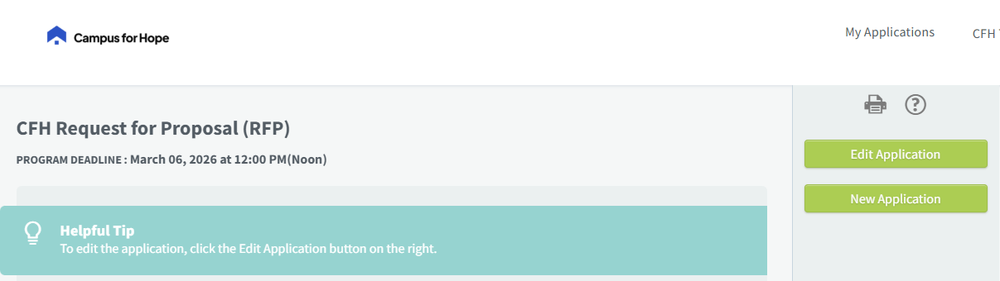 Campus for Hope
My Applications
CFH
CFH Request for Proposal (RFP)
PROGRAM DEADLINE : March 06, 2026 at 12:00 PM(Noon)
Edit Application
New Application
Helpful Tip
To edit the application, click the Edit Application button on the right.